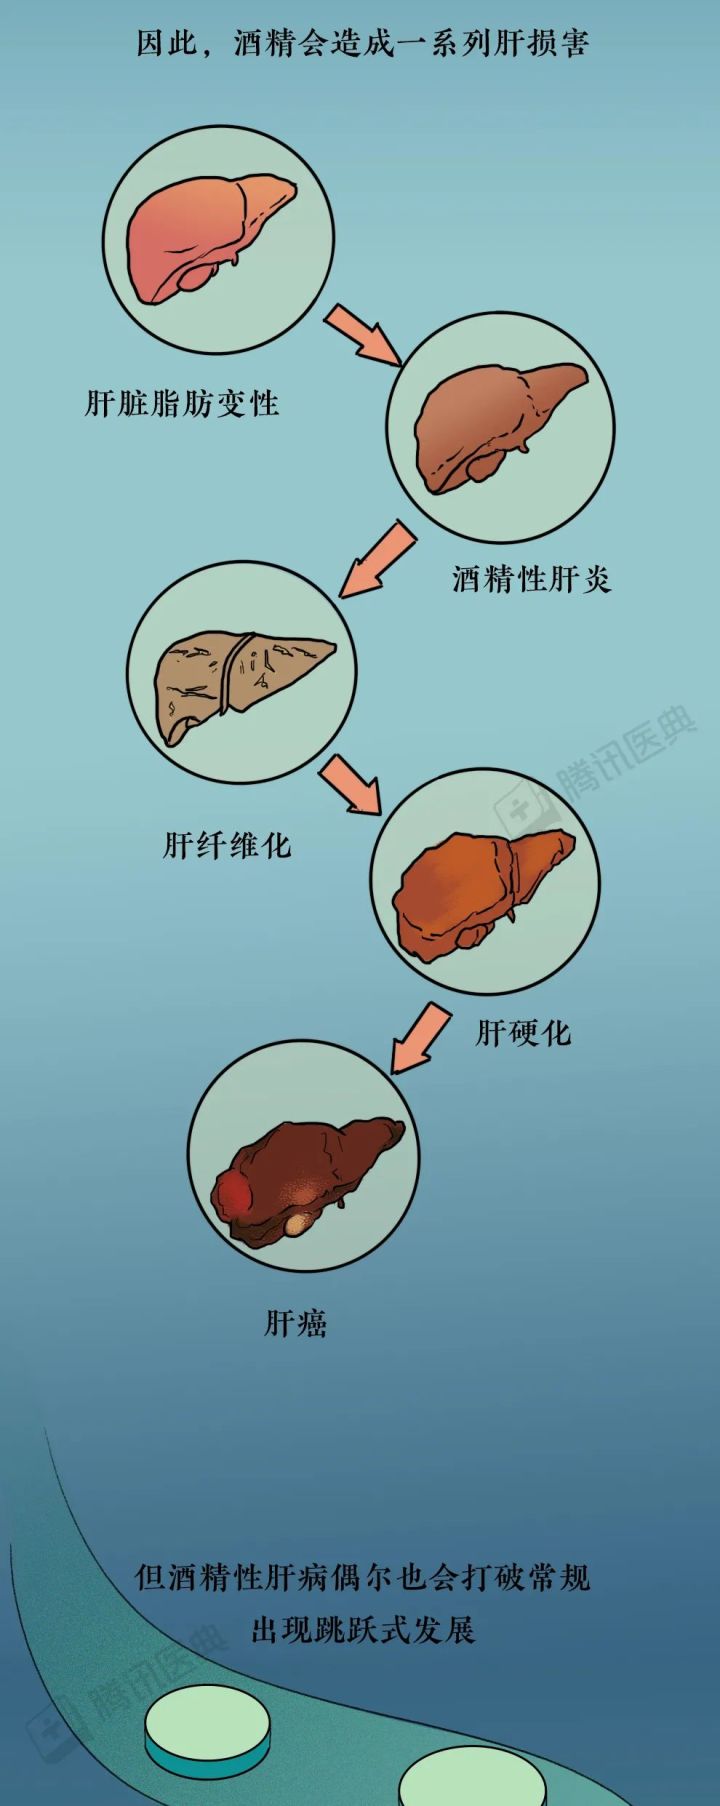 因此，酒精会造成一系列肝损害
肝脏脂肪变性
酒精性肝炎
腾讯医典
肝纤维化
肝硬化
肝癌
但酒精性肝病偶尔也会打破常规
出现跳跃式发展
腾讯医典